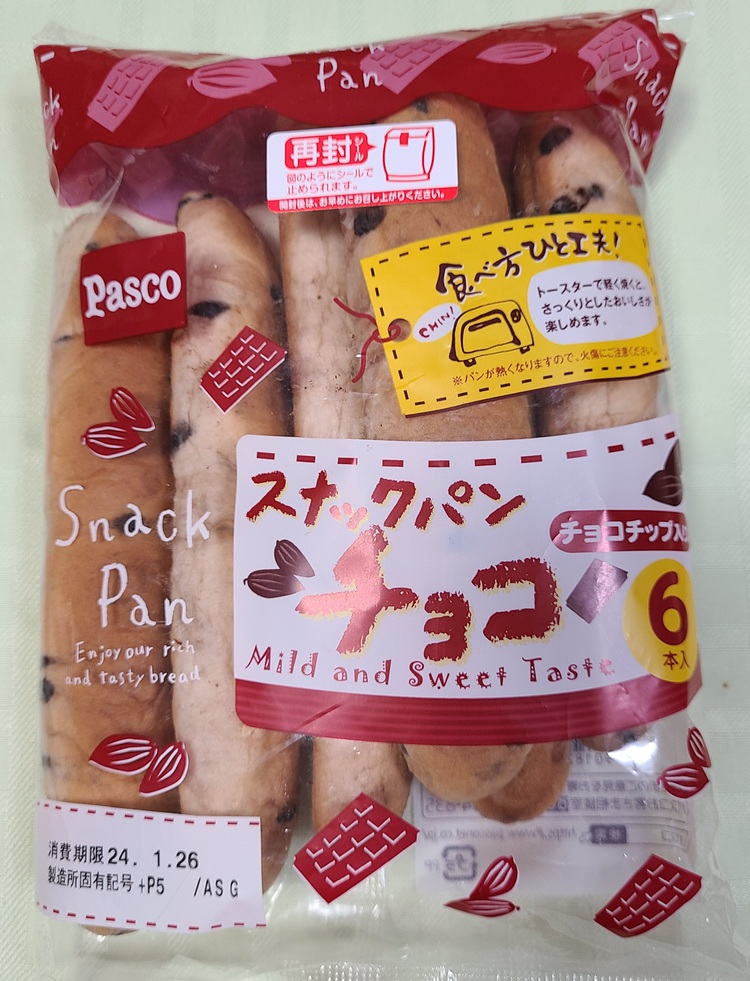 Snack
Pan
Snack
Pan
再封シール
図のようにシールで
止められます。
開封後は、お早めにお召し上がりください。
Pasco
食べ方ひと工夫!
CHIN!
トースターで軽く焼くと、
さっくりとしたおいしさが
楽しめます。
※パンが熱くなりますので、火傷にご注意ください。
スナックパン
チョコチップ入り
チョコ
6
本入
Mild and Sweet Taste
Snack
Pan
Enjoy our rich
and tasty bread
消費期限24. 1.26
製造所固有記号+P5 /ASG